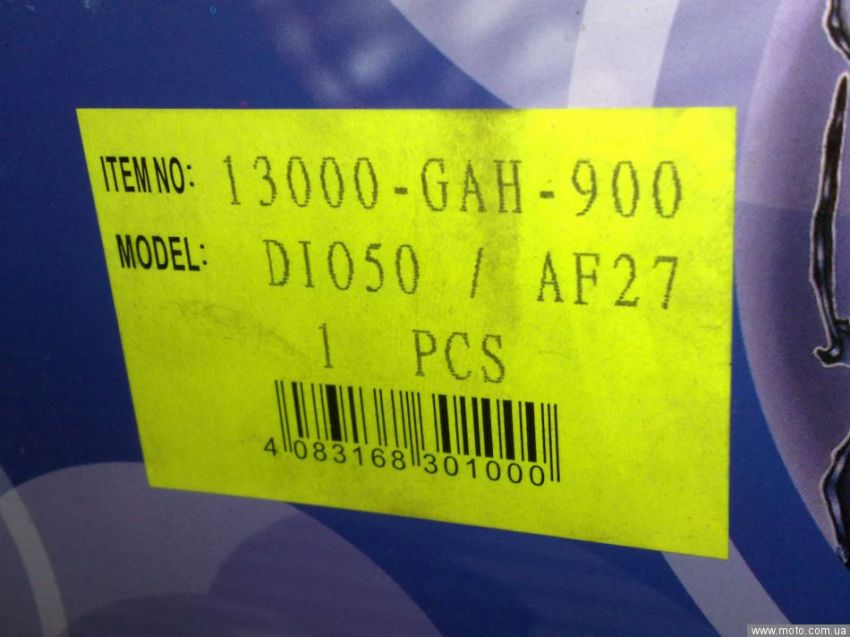 ITEM NO: 13000-GAH-900
MODEL: DIO50 / AF27
1 PCS
4 083168 301000
www.moto.com.ua